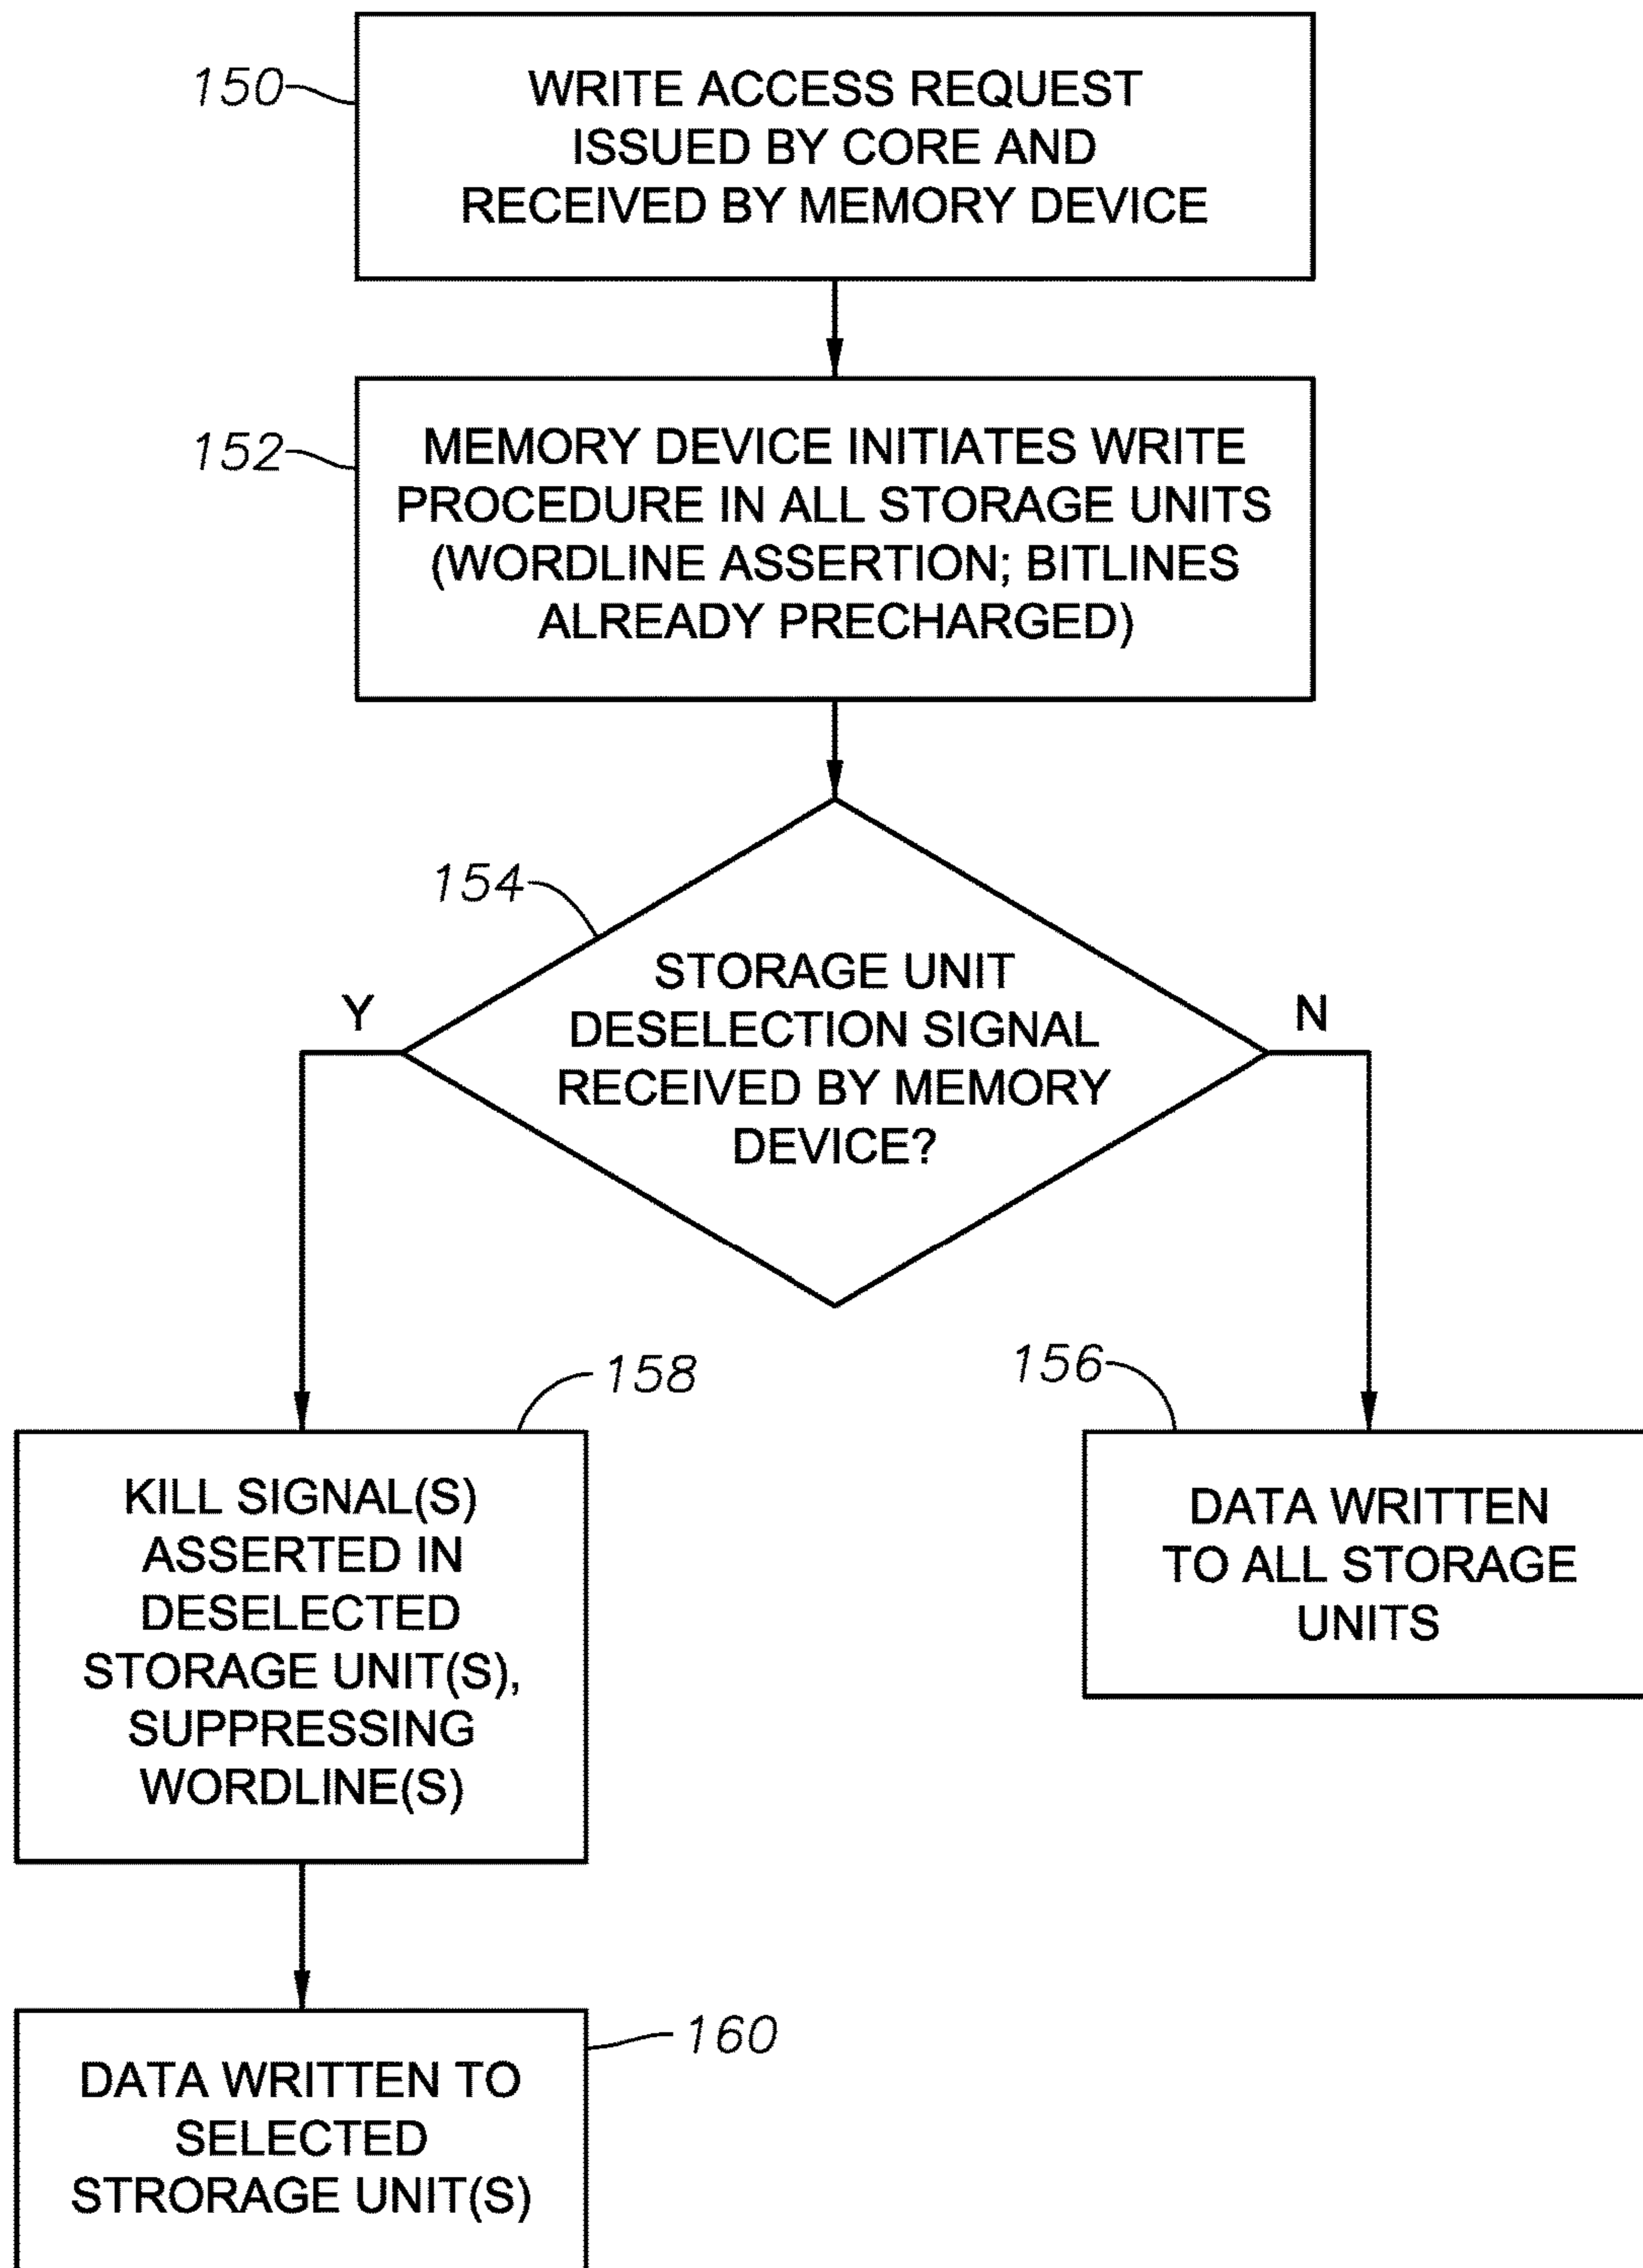 150
WRITE ACCESS REQUEST
ISSUED BY CORE AND
RECEIVED BY MEMORY DEVICE
152
MEMORY DEVICE INITIATES WRITE
PROCEDURE IN ALL STORAGE UNITS
(WORDLINE ASSERTION; BITLINES
ALREADY PRECHARGED)
154
STORAGE UNIT
DESELECTION SIGNAL
RECEIVED BY MEMORY
DEVICE?
Y
N
158
KILL SIGNAL(S)
ASSERTED IN
DESELECTED
STORAGE UNIT(S),
SUPPRESSING
WORDLINE(S)
156
DATA WRITTEN
TO ALL STORAGE
UNITS
160
DATA WRITTEN TO
SELECTED
STRORAGE UNIT(S)